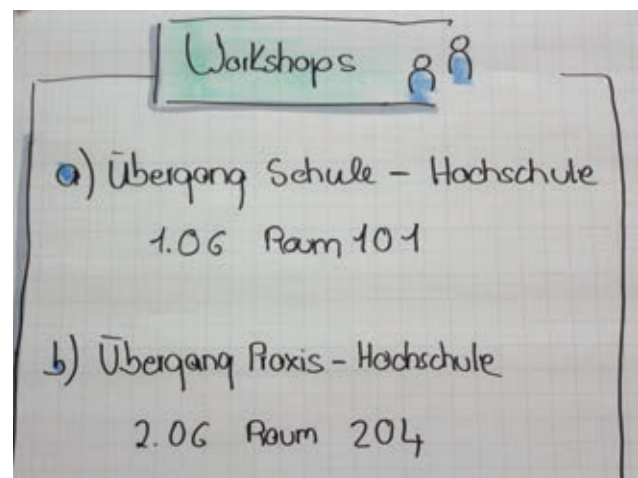 Workshops
a) Übergang Schule - Hochschule
1.06 Raum 101
b) Übergang Praxis - Hochschule
2.06 Raum 204